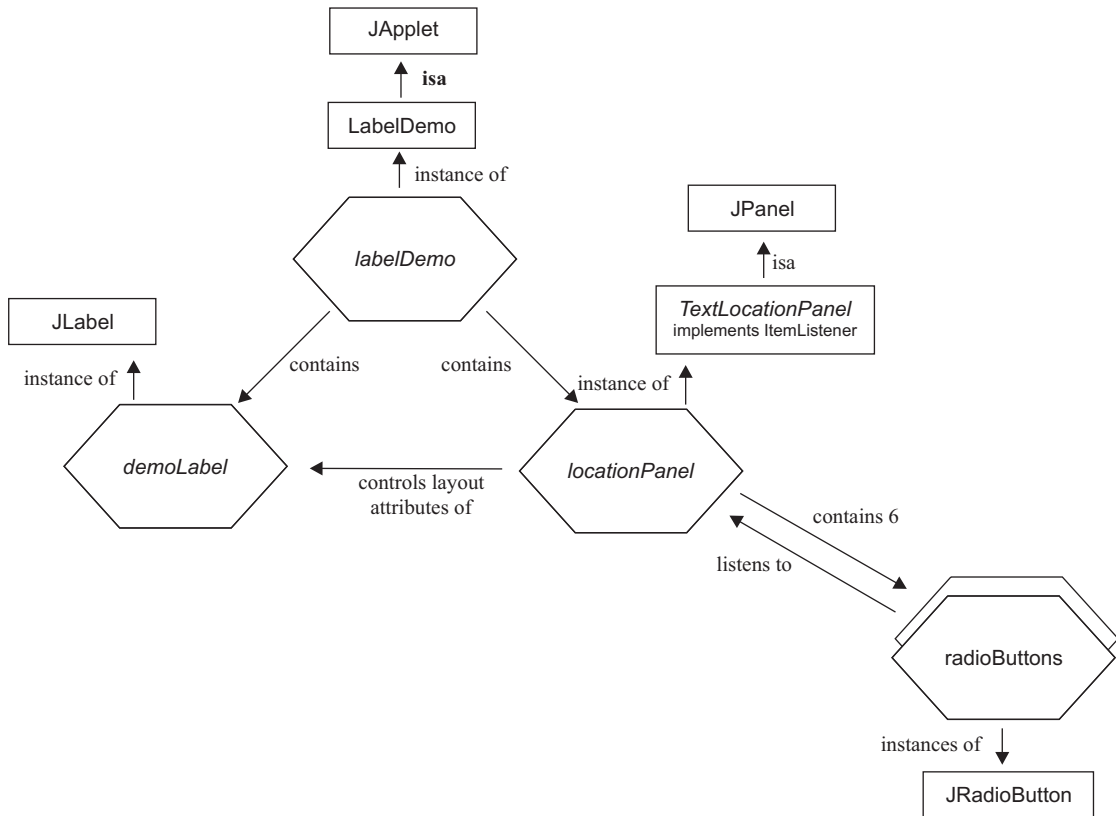 JApplet
isa
LabelDemo
instance of
JPanel
labelDemo
isa
TextLocationPanel
implements ItemListener
JLabel
contains
contains
instance of
instance of
demoLabel
locationPanel
controls layout
attributes of
contains 6
listens to
radioButtons
instances of
JRadioButton